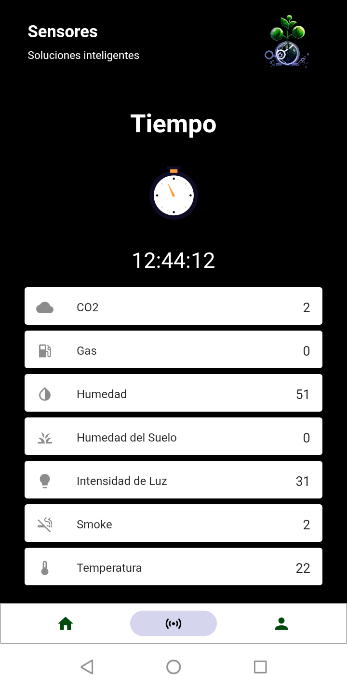 Sensores
Soluciones inteligentes
Tiempo
12:44:12
CO2 2
Gas 0
Humedad 51
Humedad del Suelo 0
Intensidad de Luz 31
Smoke 2
Temperatura 22